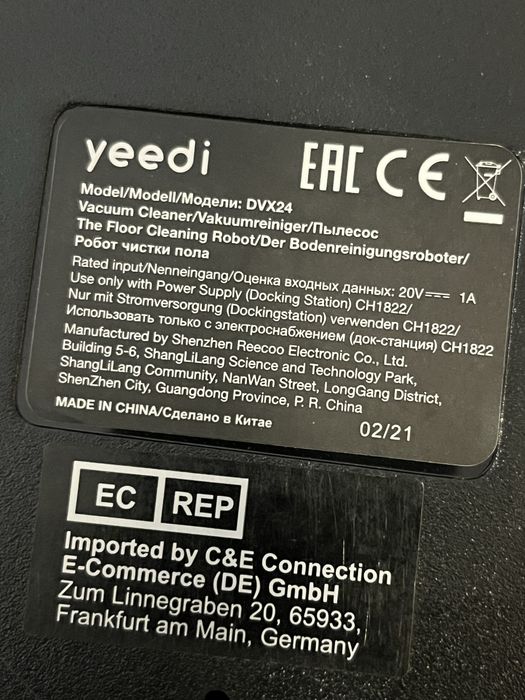 yeedi
EAC CE
Model/Modell/Модели: DVX24
Vacuum Cleaner/Vakuumreiniger/Пылесос
The Floor Cleaning Robot/Der Bodenreinigungsroboter/
Робот чистки пола
Rated input/Nenneingang/Оценка входных данных: 20V⎓ 1A
Use only with Power Supply (Docking Station) CH1822/
Nur mit Stromversorgung (Dockingstation) verwenden CH1822/
Использовать только с электроснабжением (док-станция) CH1822
Manufactured by Shenzhen Reecoo Electronic Co., Ltd.
Building 5-6, ShangLiLang Science and Technology Park,
ShangLiLang Community, NanWan Street, LongGang District,
ShenZhen City, Guangdong Province, P. R. China
MADE IN CHINA/Сделано в Китае
02/21
EC REP
Imported by C&E Connection
E-Commerce (DE) GmbH
Zum Linnegraben 20, 65933,
Frankfurt am Main, Germany